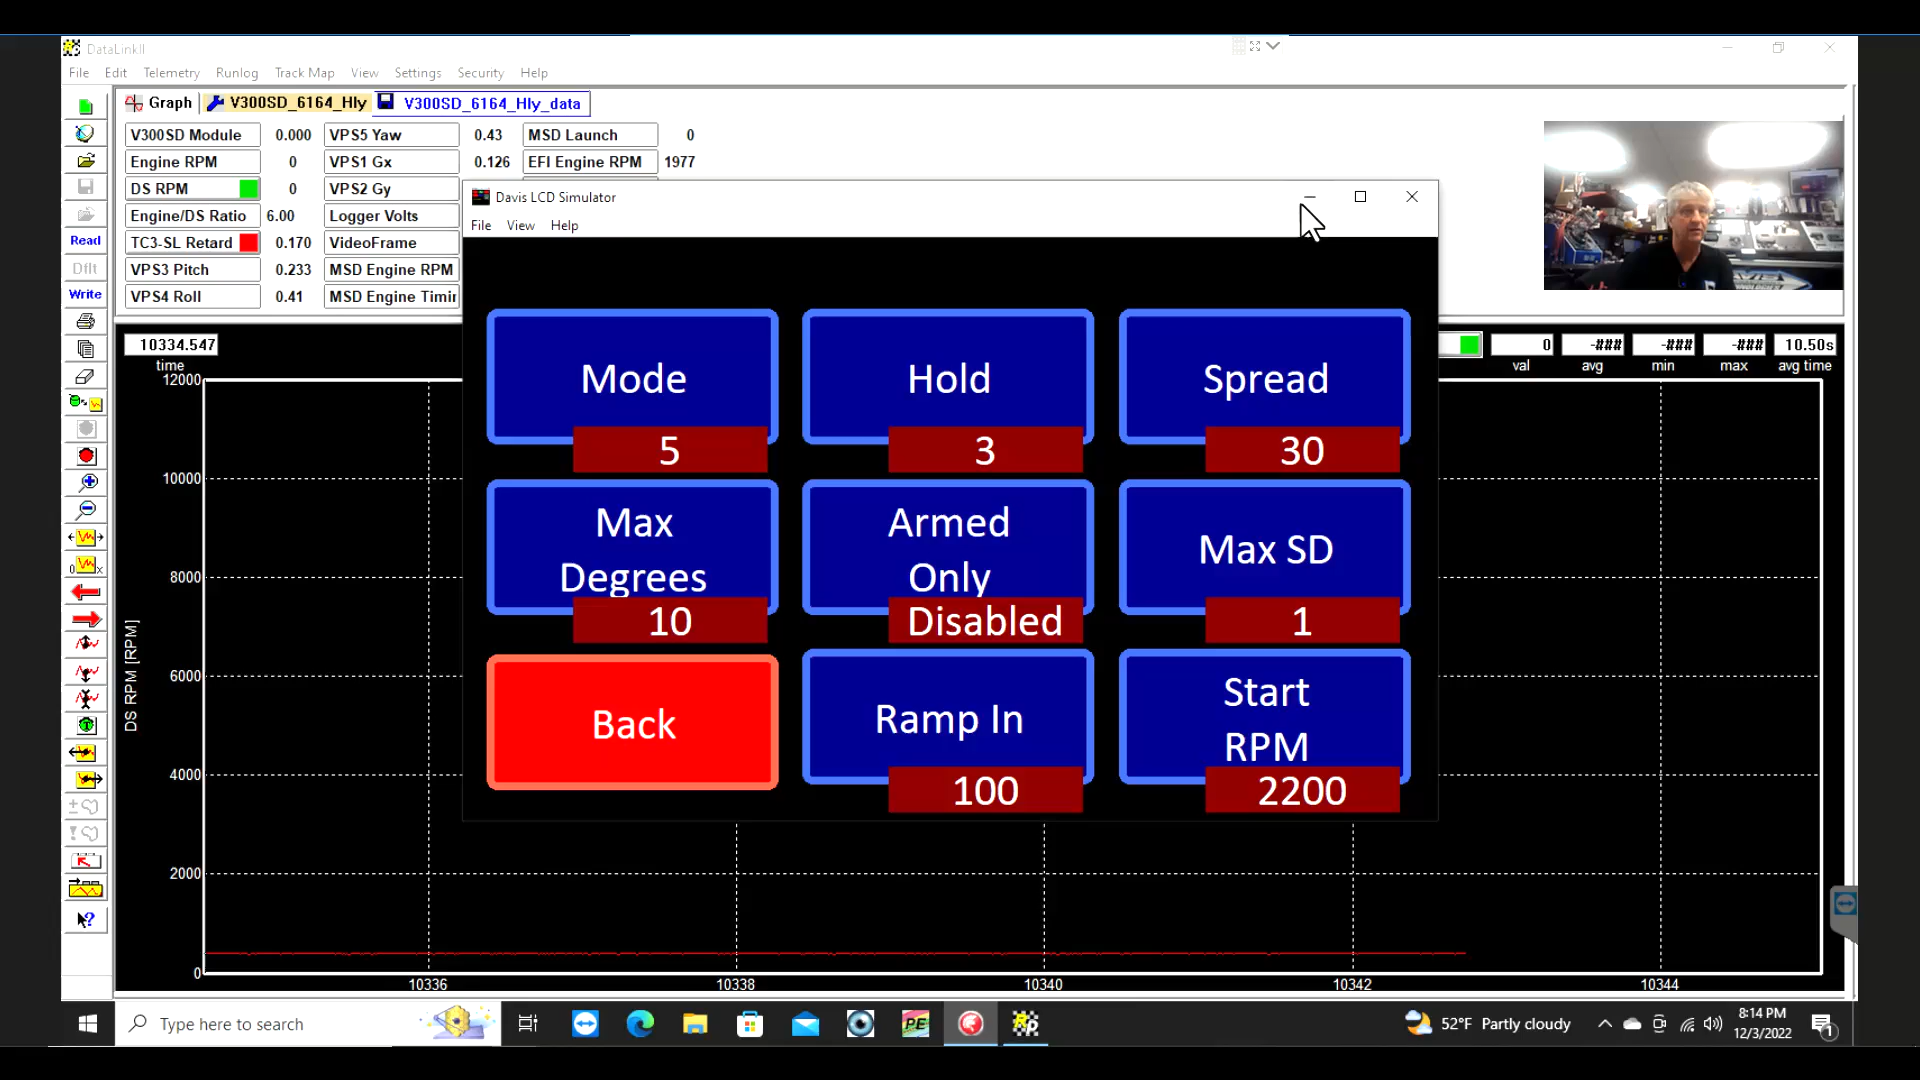 DataLinkII
File Edit Telemetry Runlog Track Map View Settings Security Help
Graph V300SD_6164_Hly V300SD_6164_Hly_data
V300SD Module 0.000 VPS5 Yaw 0.43 MSD Launch 0
Engine RPM 0 VPS1 Gx 0.126 EFI Engine RPM 1977
DS RPM 0 VPS2 Gy
Engine/DS Ratio 6.00 Logger Volts
TC3-SL Retard 0.170 VideoFrame
VPS3 Pitch 0.233 MSD Engine RPM
VPS4 Roll 0.41 MSD Engine Timin
Read
Dflt
Write
Davis LCD Simulator
File View Help
Mode
5
Hold
3
Spread
30
Max
Degrees
10
Armed
Only
Disabled
Max SD
1
Back
Ramp In
100
Start
RPM
2200
10334.547
time
0 -### -### -### 10.50s
val avg min max avg time
DS RPM [RPM]
12000
10000
8000
6000
4000
2000
0
10336 10338 10340 10342 10344
Type here to search
PE
52°F Partly cloudy
8:14 PM
12/3/2022
1